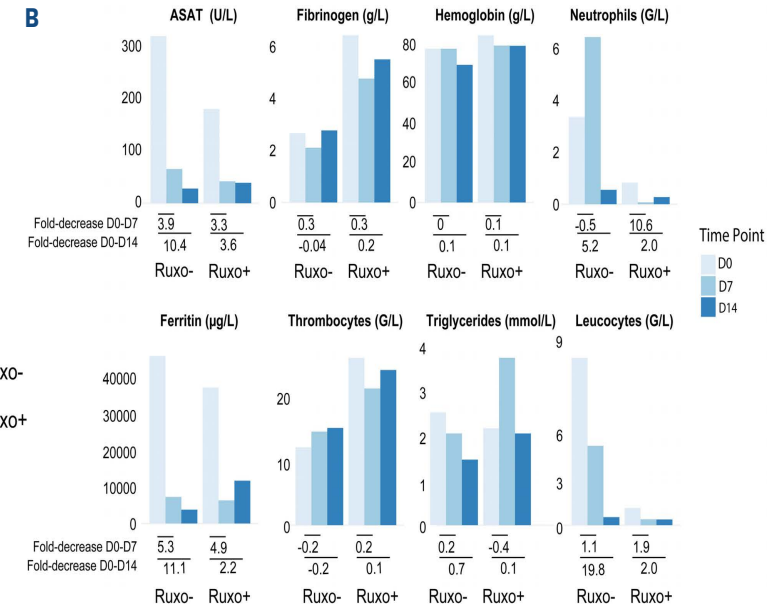 B
ASAT (U/L) Fibrinogen (g/L) Hemoglobin (g/L) Neutrophils (G/L)
300 6 80 6
200 4 60 4
100 2 40 2
0 0 20 0
0
Fold-decrease D0-D7 3.9 3.3 0.3 0.3 0 0.1 -0.5 10.6
Fold-decrease D0-D14 10.4 3.6 -0.04 0.2 0.1 0.1 5.2 2.0
Ruxo- Ruxo+ Ruxo- Ruxo+ Ruxo- Ruxo+ Ruxo- Ruxo+
Time Point
D0
D7
D14
Ferritin (µg/L) Thrombocytes (G/L) Triglycerides (mmol/L) Leucocytes (G/L)
xo-
xo+
40000 20 4 9
30000 10 3 6
20000 0 2 3
10000 1 0
0 0
Fold-decrease D0-D7 5.3 4.9 -0.2 0.2 0.2 -0.4 1.1 1.9
Fold-decrease D0-D14 11.1 2.2 -0.2 0.1 0.7 0.1 19.8 2.0
Ruxo- Ruxo+ Ruxo- Ruxo+ Ruxo- Ruxo+ Ruxo- Ruxo+